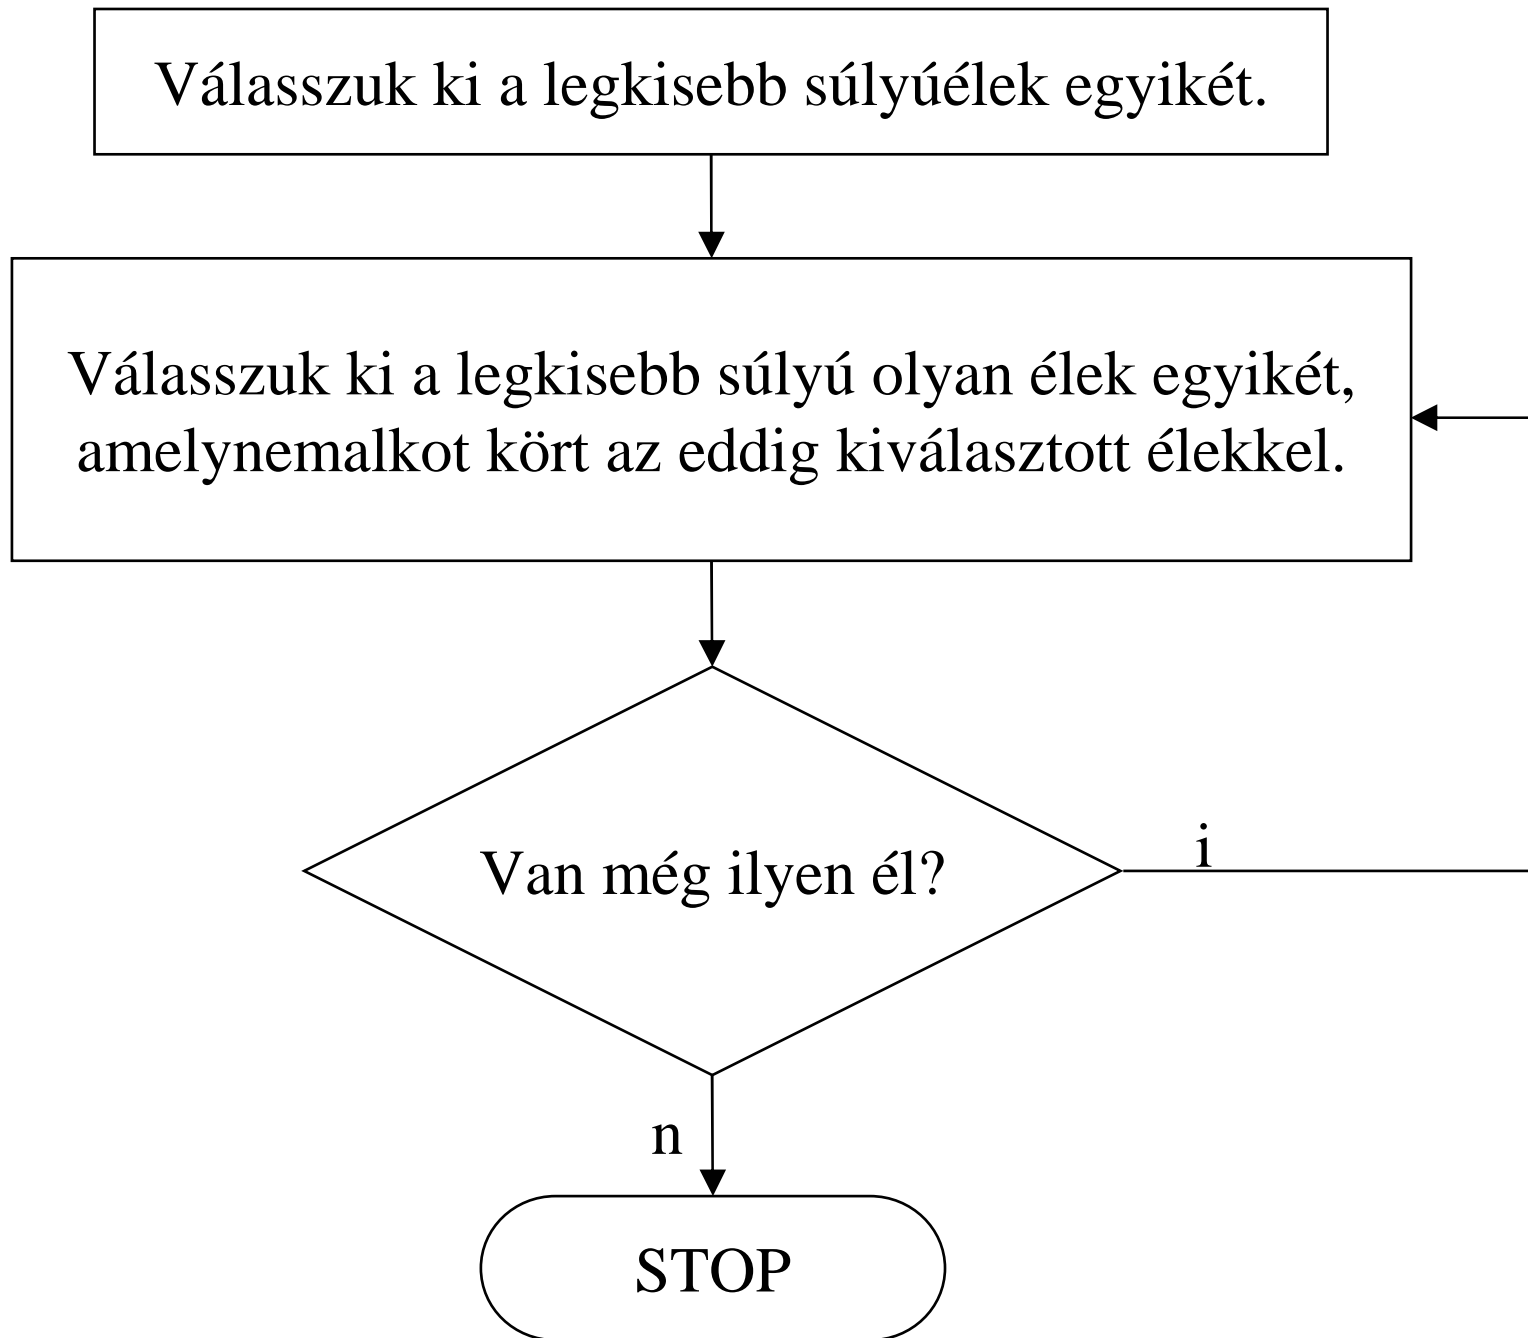 Válasszuk ki a legkisebb súlyúélek egyikét.
Válasszuk ki a legkisebb súlyú olyan élek egyikét,
amelynemalkot kört az eddig kiválasztott élekkel.
Van még ilyen él?
i
n
STOP